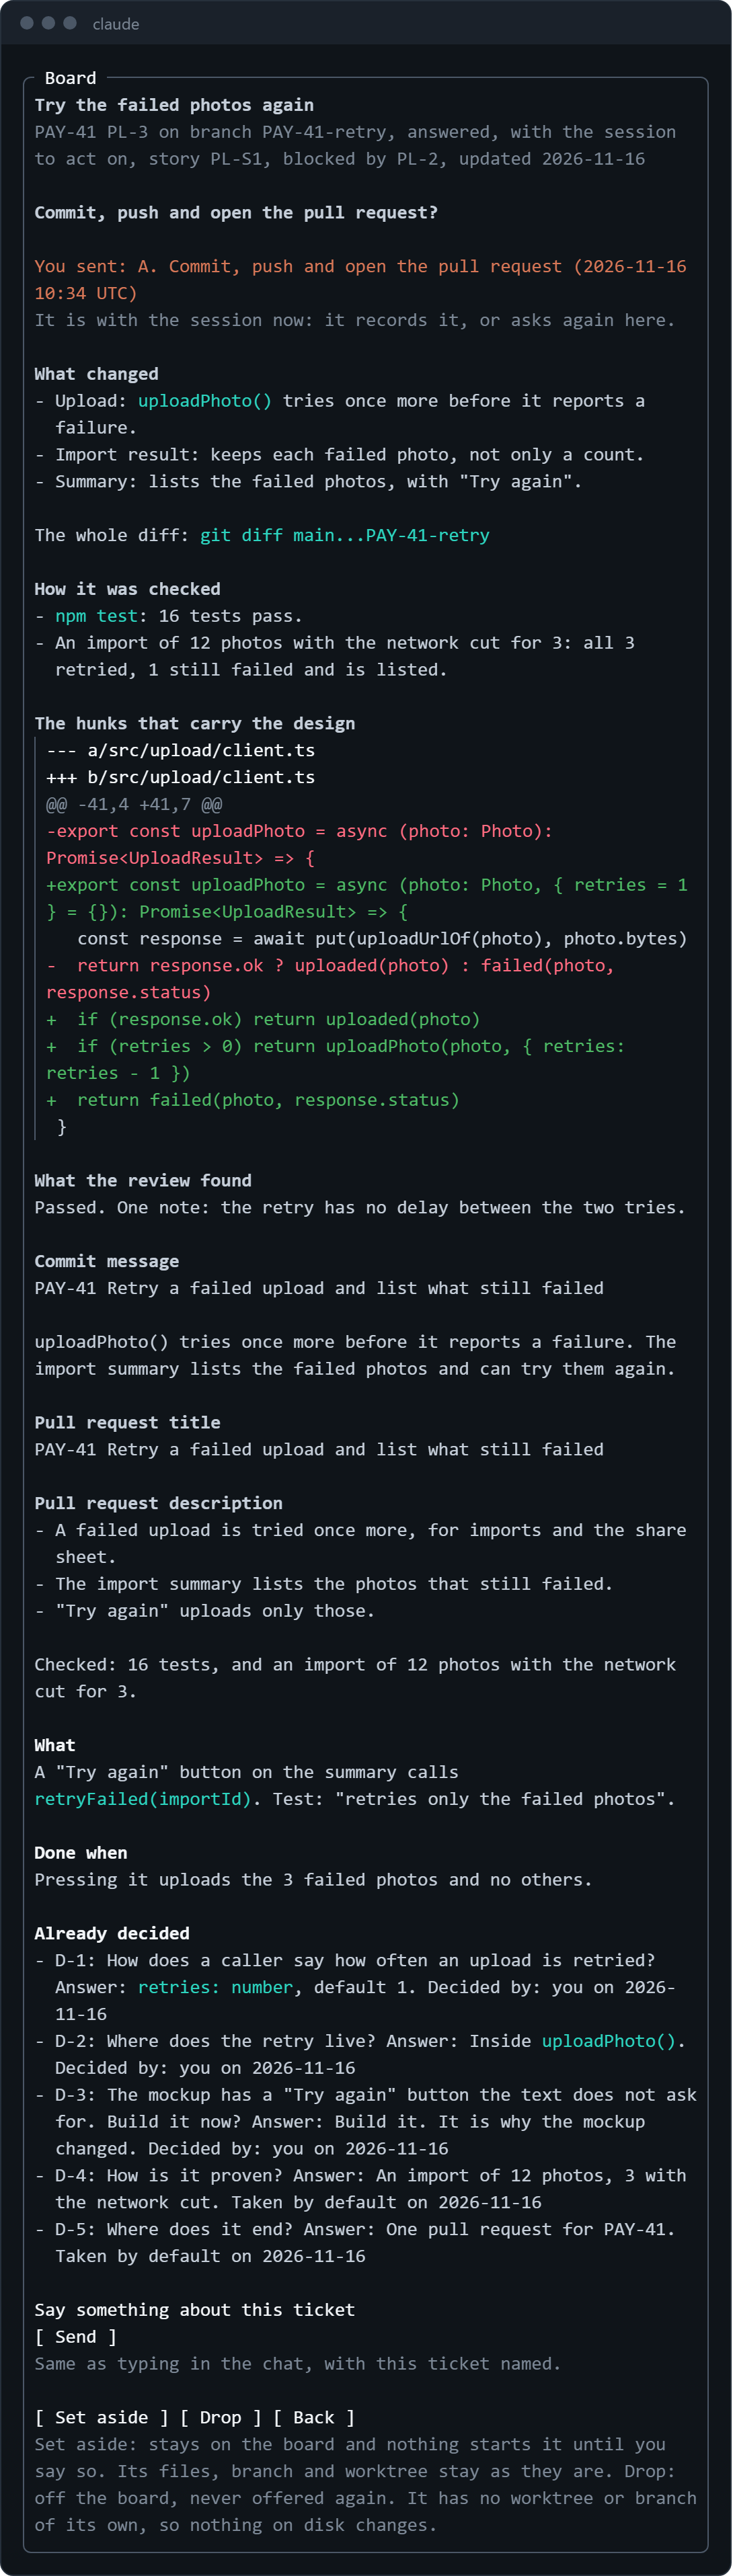 claude
Board
Try the failed photos again
PAY-41 PL-3 on branch PAY-41-retry, answered, with the session
to act on, story PL-S1, blocked by PL-2, updated 2026-11-16
Commit, push and open the pull request?
You sent: A. Commit, push and open the pull request (2026-11-16
10:34 UTC)
It is with the session now: it records it, or asks again here.
What changed
- Upload: uploadPhoto() tries once more before it reports a
failure.
- Import result: keeps each failed photo, not only a count.
- Summary: lists the failed photos, with "Try again".
The whole diff: git diff main...PAY-41-retry
How it was checked
- npm test: 16 tests pass.
- An import of 12 photos with the network cut for 3: all 3
retried, 1 still failed and is listed.
The hunks that carry the design
--- a/src/upload/client.ts
+++ b/src/upload/client.ts
@@ -41,4 +41,7 @@
-export const uploadPhoto = async (photo: Photo):
Promise<UploadResult> => {
+export const uploadPhoto = async (photo: Photo, { retries = 1
} = {}): Promise<UploadResult> => {
const response = await put(uploadUrlOf(photo), photo.bytes)
-  return response.ok ? uploaded(photo) : failed(photo,
response.status)
+  if (response.ok) return uploaded(photo)
+  if (retries > 0) return uploadPhoto(photo, { retries:
retries - 1 })
+  return failed(photo, response.status)
}
What the review found
Passed. One note: the retry has no delay between the two tries.
Commit message
PAY-41 Retry a failed upload and list what still failed
uploadPhoto() tries once more before it reports a failure. The
import summary lists the failed photos and can try them again.
Pull request title
PAY-41 Retry a failed upload and list what still failed
Pull request description
- A failed upload is tried once more, for imports and the share
sheet.
- The import summary lists the photos that still failed.
- "Try again" uploads only those.
Checked: 16 tests, and an import of 12 photos with the network
cut for 3.
What
A "Try again" button on the summary calls
retryFailed(importId). Test: "retries only the failed photos".
Done when
Pressing it uploads the 3 failed photos and no others.
Already decided
- D-1: How does a caller say how often an upload is retried?
Answer: retries: number, default 1. Decided by: you on 2026-
11-16
- D-2: Where does the retry live? Answer: Inside uploadPhoto().
Decided by: you on 2026-11-16
- D-3: The mockup has a "Try again" button the text does not ask
for. Build it now? Answer: Build it. It is why the mockup
changed. Decided by: you on 2026-11-16
- D-4: How is it proven? Answer: An import of 12 photos, 3 with
the network cut. Taken by default on 2026-11-16
- D-5: Where does it end? Answer: One pull request for PAY-41.
Taken by default on 2026-11-16
Say something about this ticket
[ Send ]
Same as typing in the chat, with this ticket named.
[ Set aside ] [ Drop ] [ Back ]
Set aside: stays on the board and nothing starts it until you
say so. Its files, branch and worktree stay as they are. Drop:
off the board, never offered again. It has no worktree or branch
of its own, so nothing on disk changes.